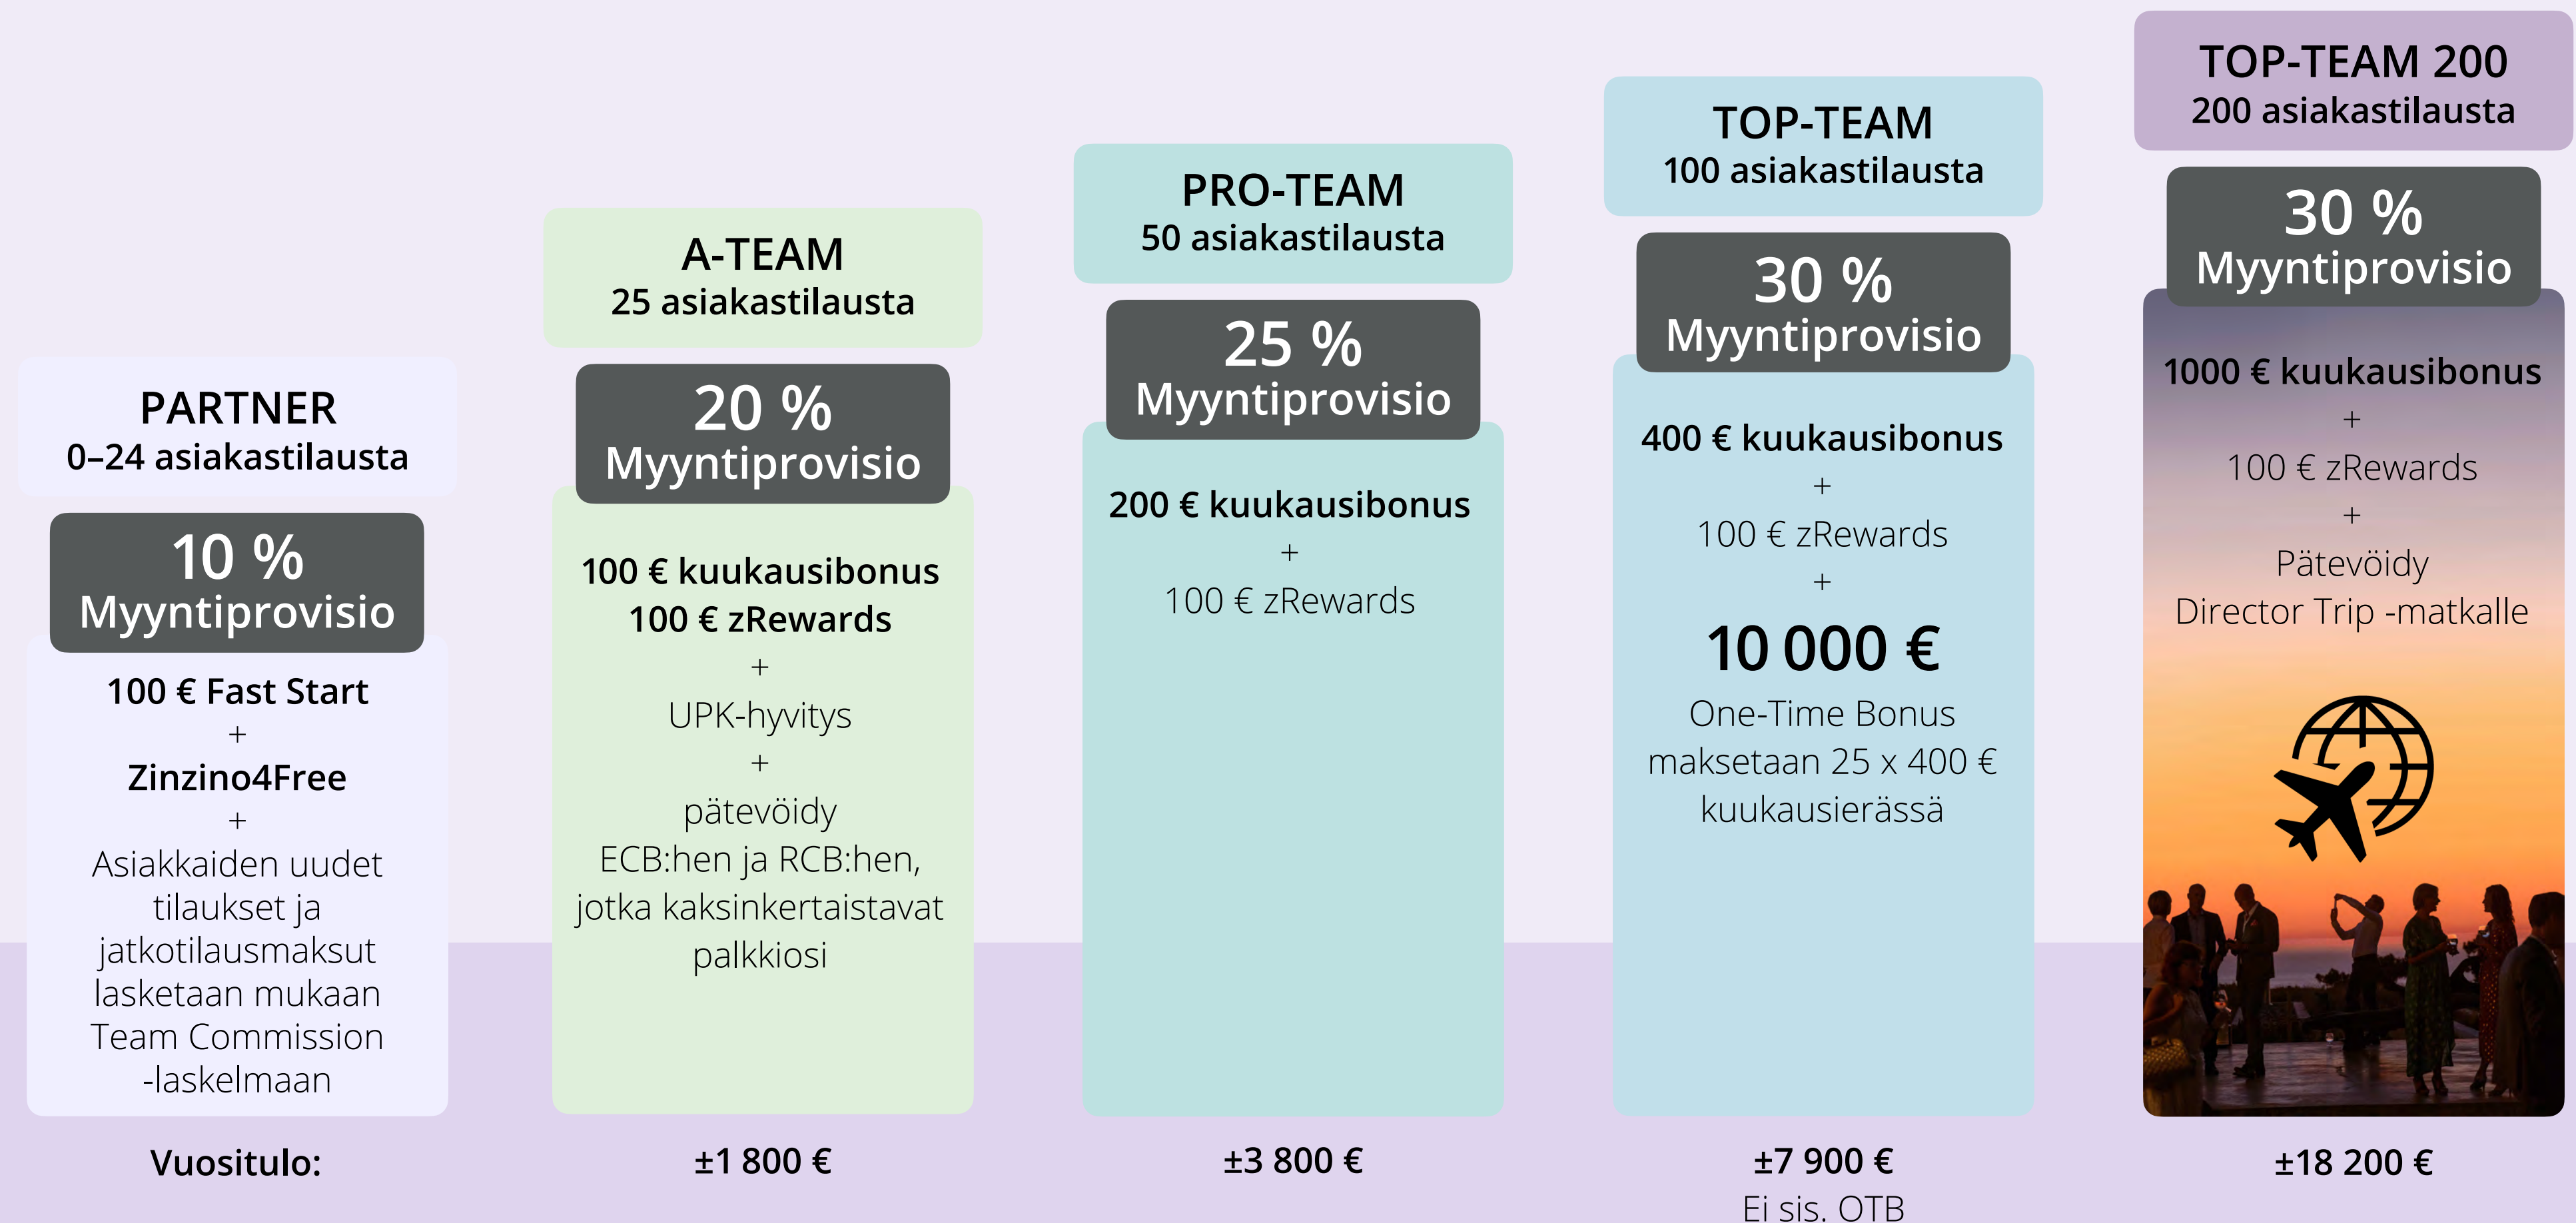 PARTNER
0–24 asiakastilausta
10 %
Myyntiprovisio
100 € Fast Start
+
Zinzino4Free
+
Asiakkaiden uudet
tilaukset ja
jatkotilausmaksut
lasketaan mukaan
Team Commission
-laskelmaan
Vuositulo:
A-TEAM
25 asiakastilausta
20 %
Myyntiprovisio
100 € kuukausibonus
100 € zRewards
+
UPK-hyvitys
+
pätevöidy
ECB:hen ja RCB:hen,
jotka kaksinkertaistavat
palkkiosi
±1 800 €
PRO-TEAM
50 asiakastilausta
25 %
Myyntiprovisio
200 € kuukausibonus
+
100 € zRewards
±3 800 €
TOP-TEAM
100 asiakastilausta
30 %
Myyntiprovisio
400 € kuukausibonus
+
100 € zRewards
+
10 000 €
One-Time Bonus
maksetaan 25 x 400 €
kuukausierässä
±7 900 €
Ei sis. OTB
TOP-TEAM 200
200 asiakastilausta
30 %
Myyntiprovisio
1000 € kuukausibonus
+
100 € zRewards
+
Pätevöidy
Director Trip -matkalle
±18 200 €